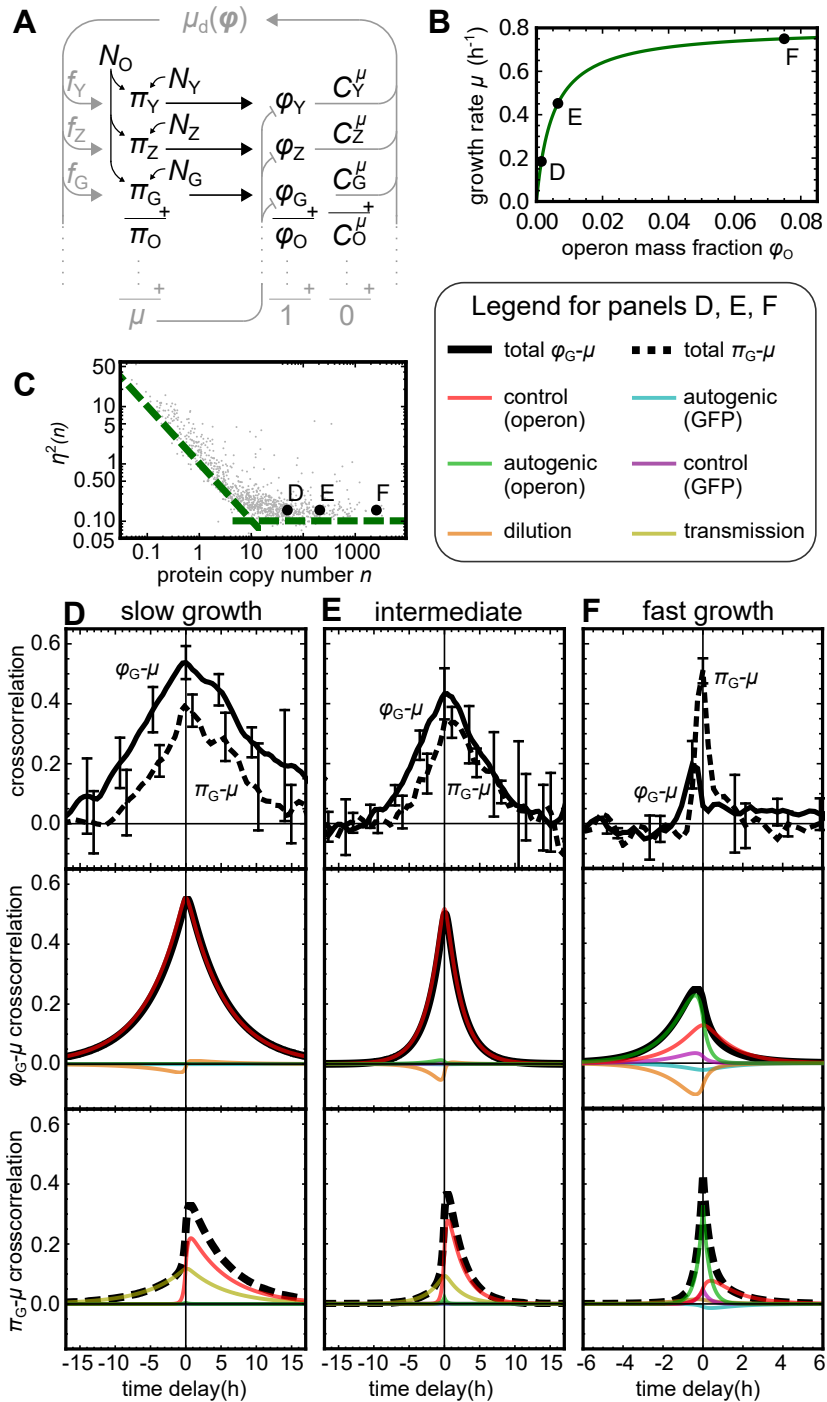 A
μd(φ)
NO
fY
πY
NY
φY
CYμ
fZ
πZ
NZ
φZ
CZμ
fG
πG
NG
φG
CGμ
+
+
+
πO
φO
COμ
+
+
+
μ
1
0
B
growth rate μ (h-1)
0.8
0.6
0.4
0.2
0.0
D
E
F
0.00
0.02
0.04
0.06
0.08
operon mass fraction φO
C
η2(n)
50
10
5
1
0.50
0.10
0.05
D
E
F
0.1
1
10
100
1000
protein copy number n
Legend for panels D, E, F
total φG-μ
total πG-μ
control
(operon)
autogenic
(GFP)
autogenic
(operon)
control
(GFP)
dilution
transmission
D
slow growth
E
intermediate
F
fast growth
crosscorrelation
0.6
0.4
0.2
0.0
φG-μ
πG-μ
φG-μ
πG-μ
πG-μ
φG-μ
φG-μ crosscorrelation
0.6
0.4
0.2
0.0
πG-μ crosscorrelation
0.6
0.4
0.2
0.0
-15
-10
-5
0
5
10
15
-15
-10
-5
0
5
10
15
-6
-4
-2
0
2
4
6
time delay(h)
time delay(h)
time delay(h)